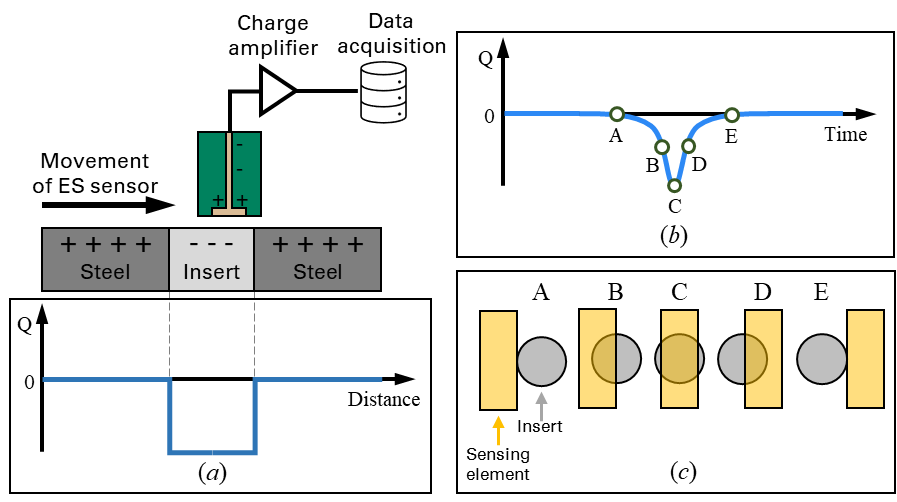 Charge
amplifier
Data
acquisition
Movement
of ES sensor
-
-
+ +
+ + + +
- - -
+ + + +
Steel
Insert
Steel
Q
0
Distance
(a)
Q
0
A
B
C
D
E
Time
(b)
A
B
C
D
E
Insert
Sensing
element
(c)